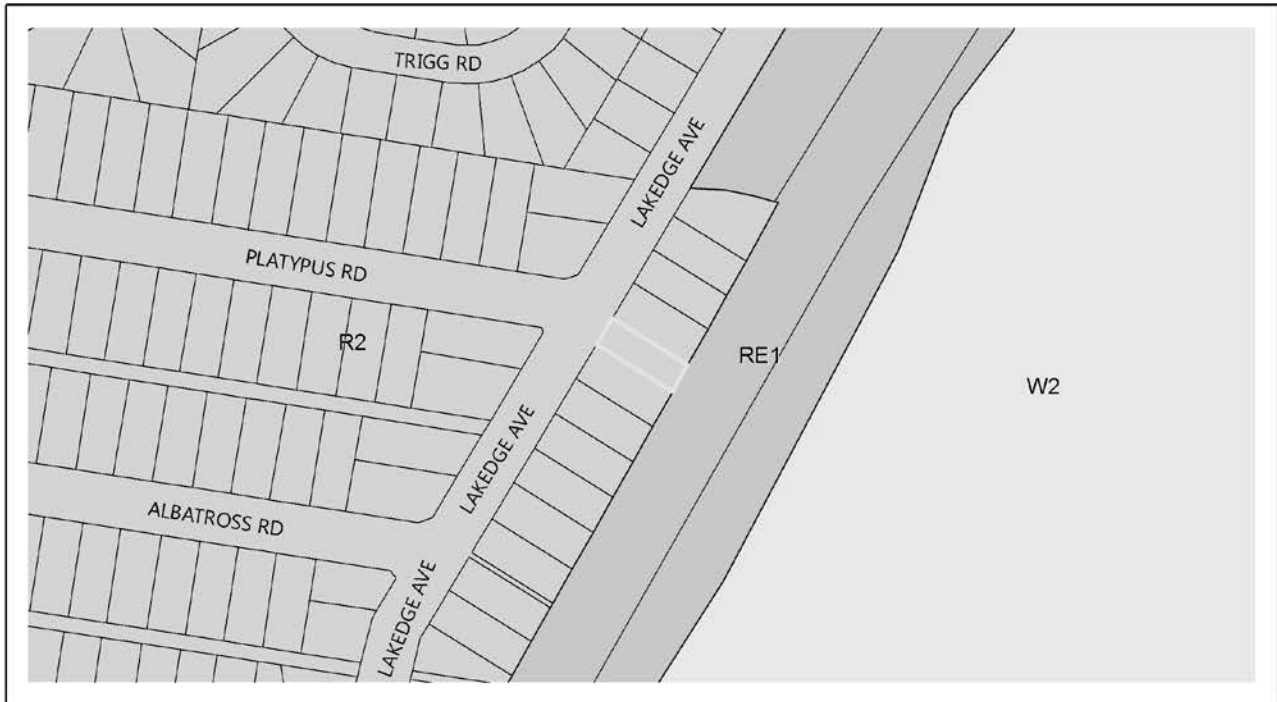 TRIGG RD
LAKEDGE AVE
PLATYPUS RD
R2
RE1
W2
LAKEDGE AVE
ALBATROSS RD
LAKEDGE AVE